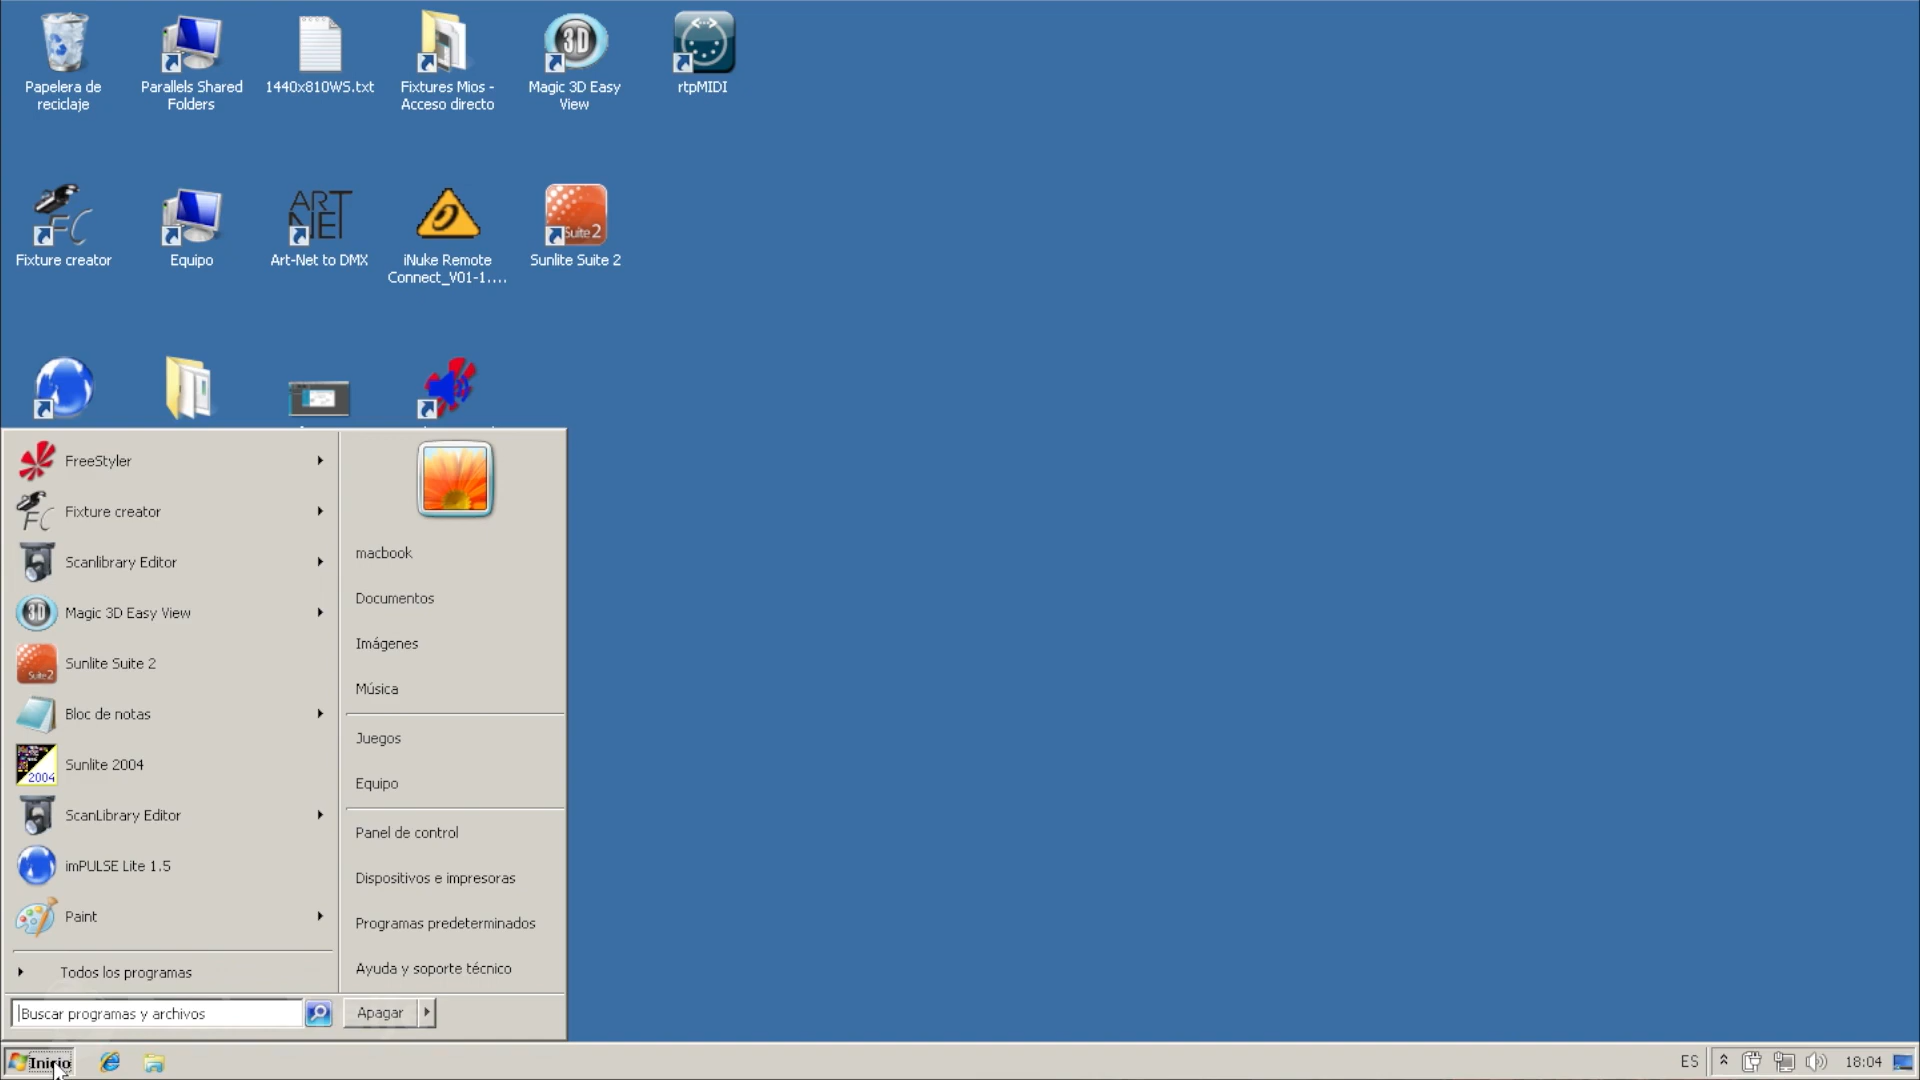 Papelera de
reciclaje
Parallels Shared
Folders
1440x810WS.txt
Fixtures Mios -
Acceso directo
Magic 3D Easy
View
rtpMIDI
Fixture creator
Equipo
ART
NET
Art-Net to DMX
iNuke Remote
Connect_V01-1....
Suite 2
Sunlite Suite 2
FreeStyler
Fixture creator
Scanlibrary Editor
Magic 3D Easy View
Sunlite Suite 2
Bloc de notas
Sunlite 2004
ScanLibrary Editor
imPULSE Lite 1.5
Paint
Todos los programas
Buscar programas y archivos
macbook
Documentos
Imágenes
Música
Juegos
Equipo
Panel de control
Dispositivos e impresoras
Programas predeterminados
Ayuda y soporte técnico
Apagar
Inicio
ES
18:04